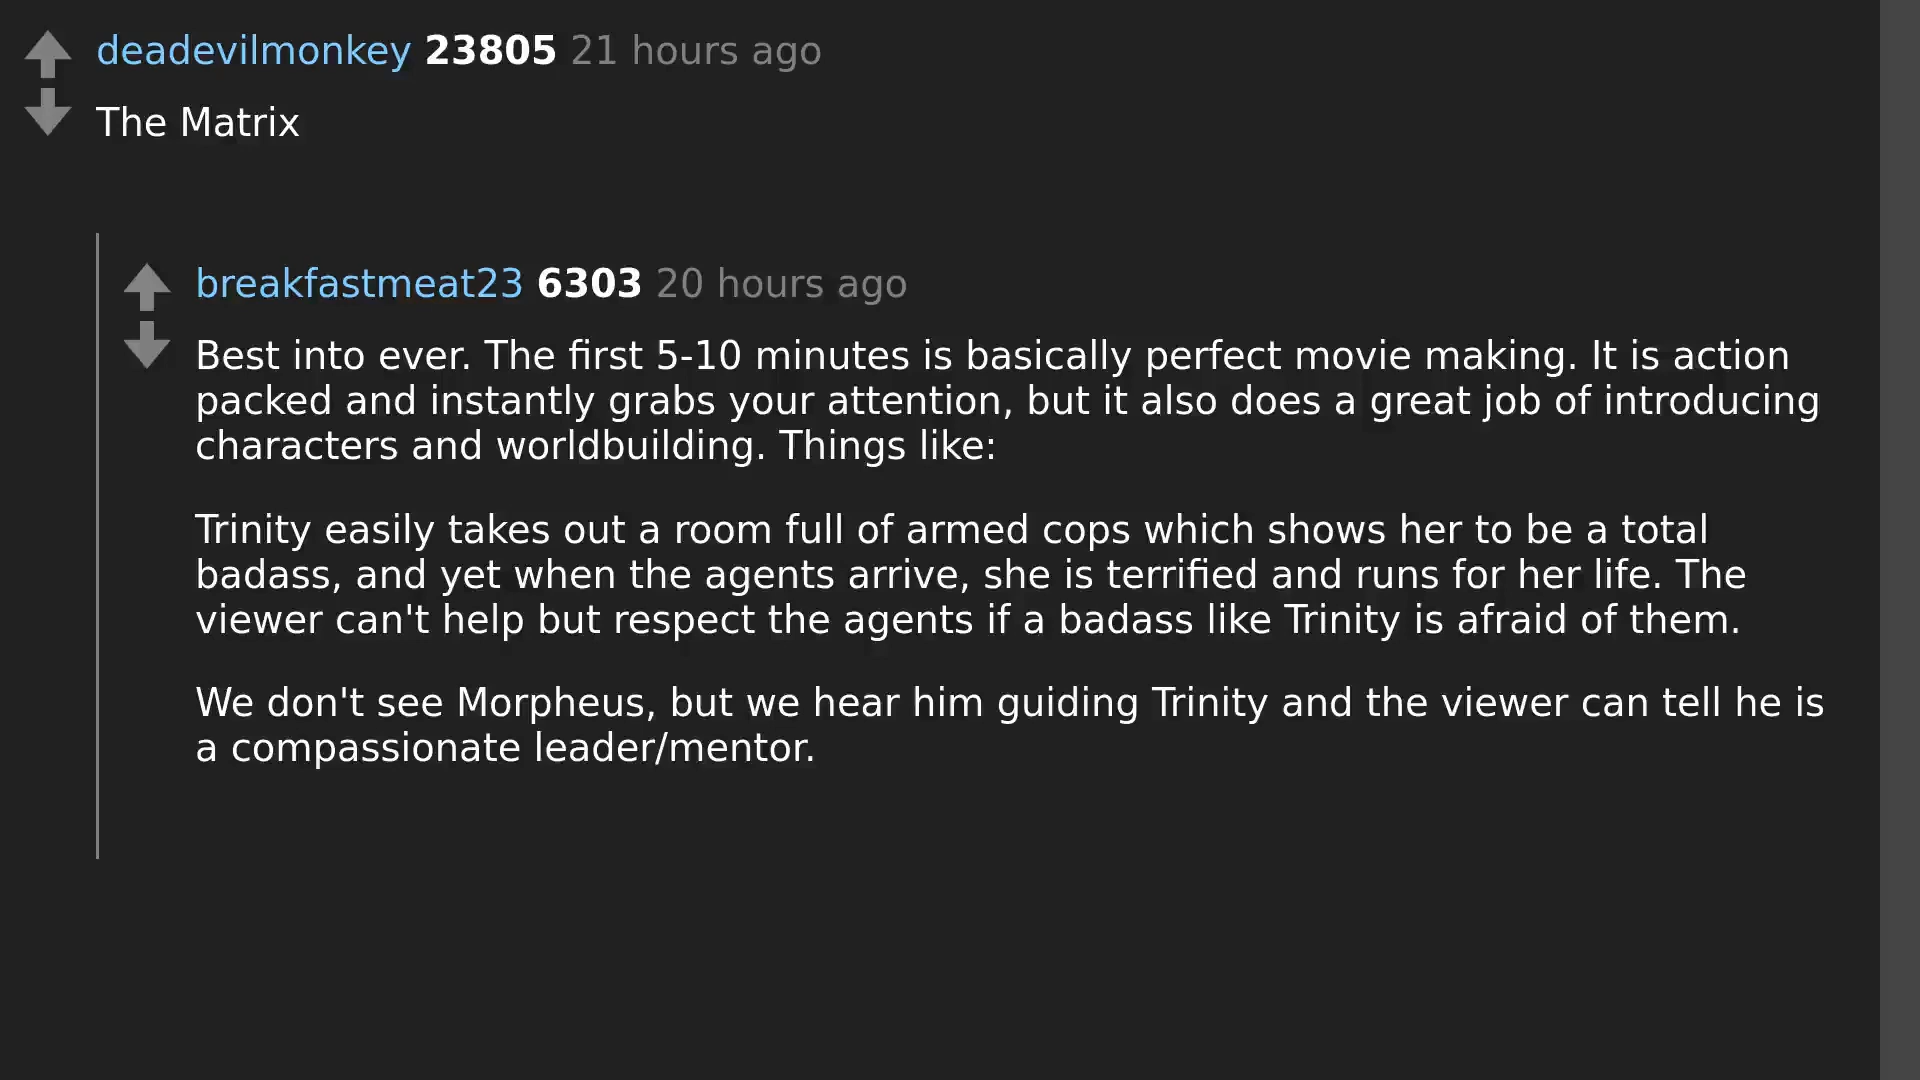 deadevilmonkey 23805 21 hours ago
The Matrix
breakfastmeat23 6303 20 hours ago
Best into ever. The first 5-10 minutes is basically perfect movie making. It is action
packed and instantly grabs your attention, but it also does a great job of introducing
characters and worldbuilding. Things like:
Trinity easily takes out a room full of armed cops which shows her to be a total
badass, and yet when the agents arrive, she is terrified and runs for her life. The
viewer can't help but respect the agents if a badass like Trinity is afraid of them.
We don't see Morpheus, but we hear him guiding Trinity and the viewer can tell he is
a compassionate leader/mentor.